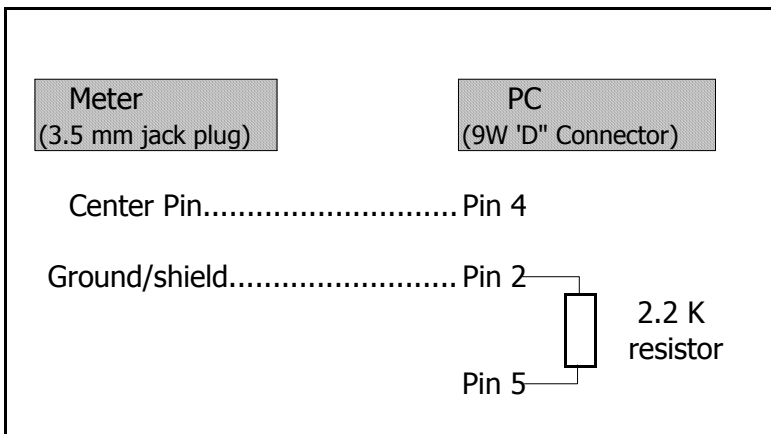 Meter
(3.5 mm jack plug)
PC
(9W 'D" Connector)
Center Pin............................. Pin 4
Ground/shield.......................... Pin 2
2.2 K
resistor
Pin 5